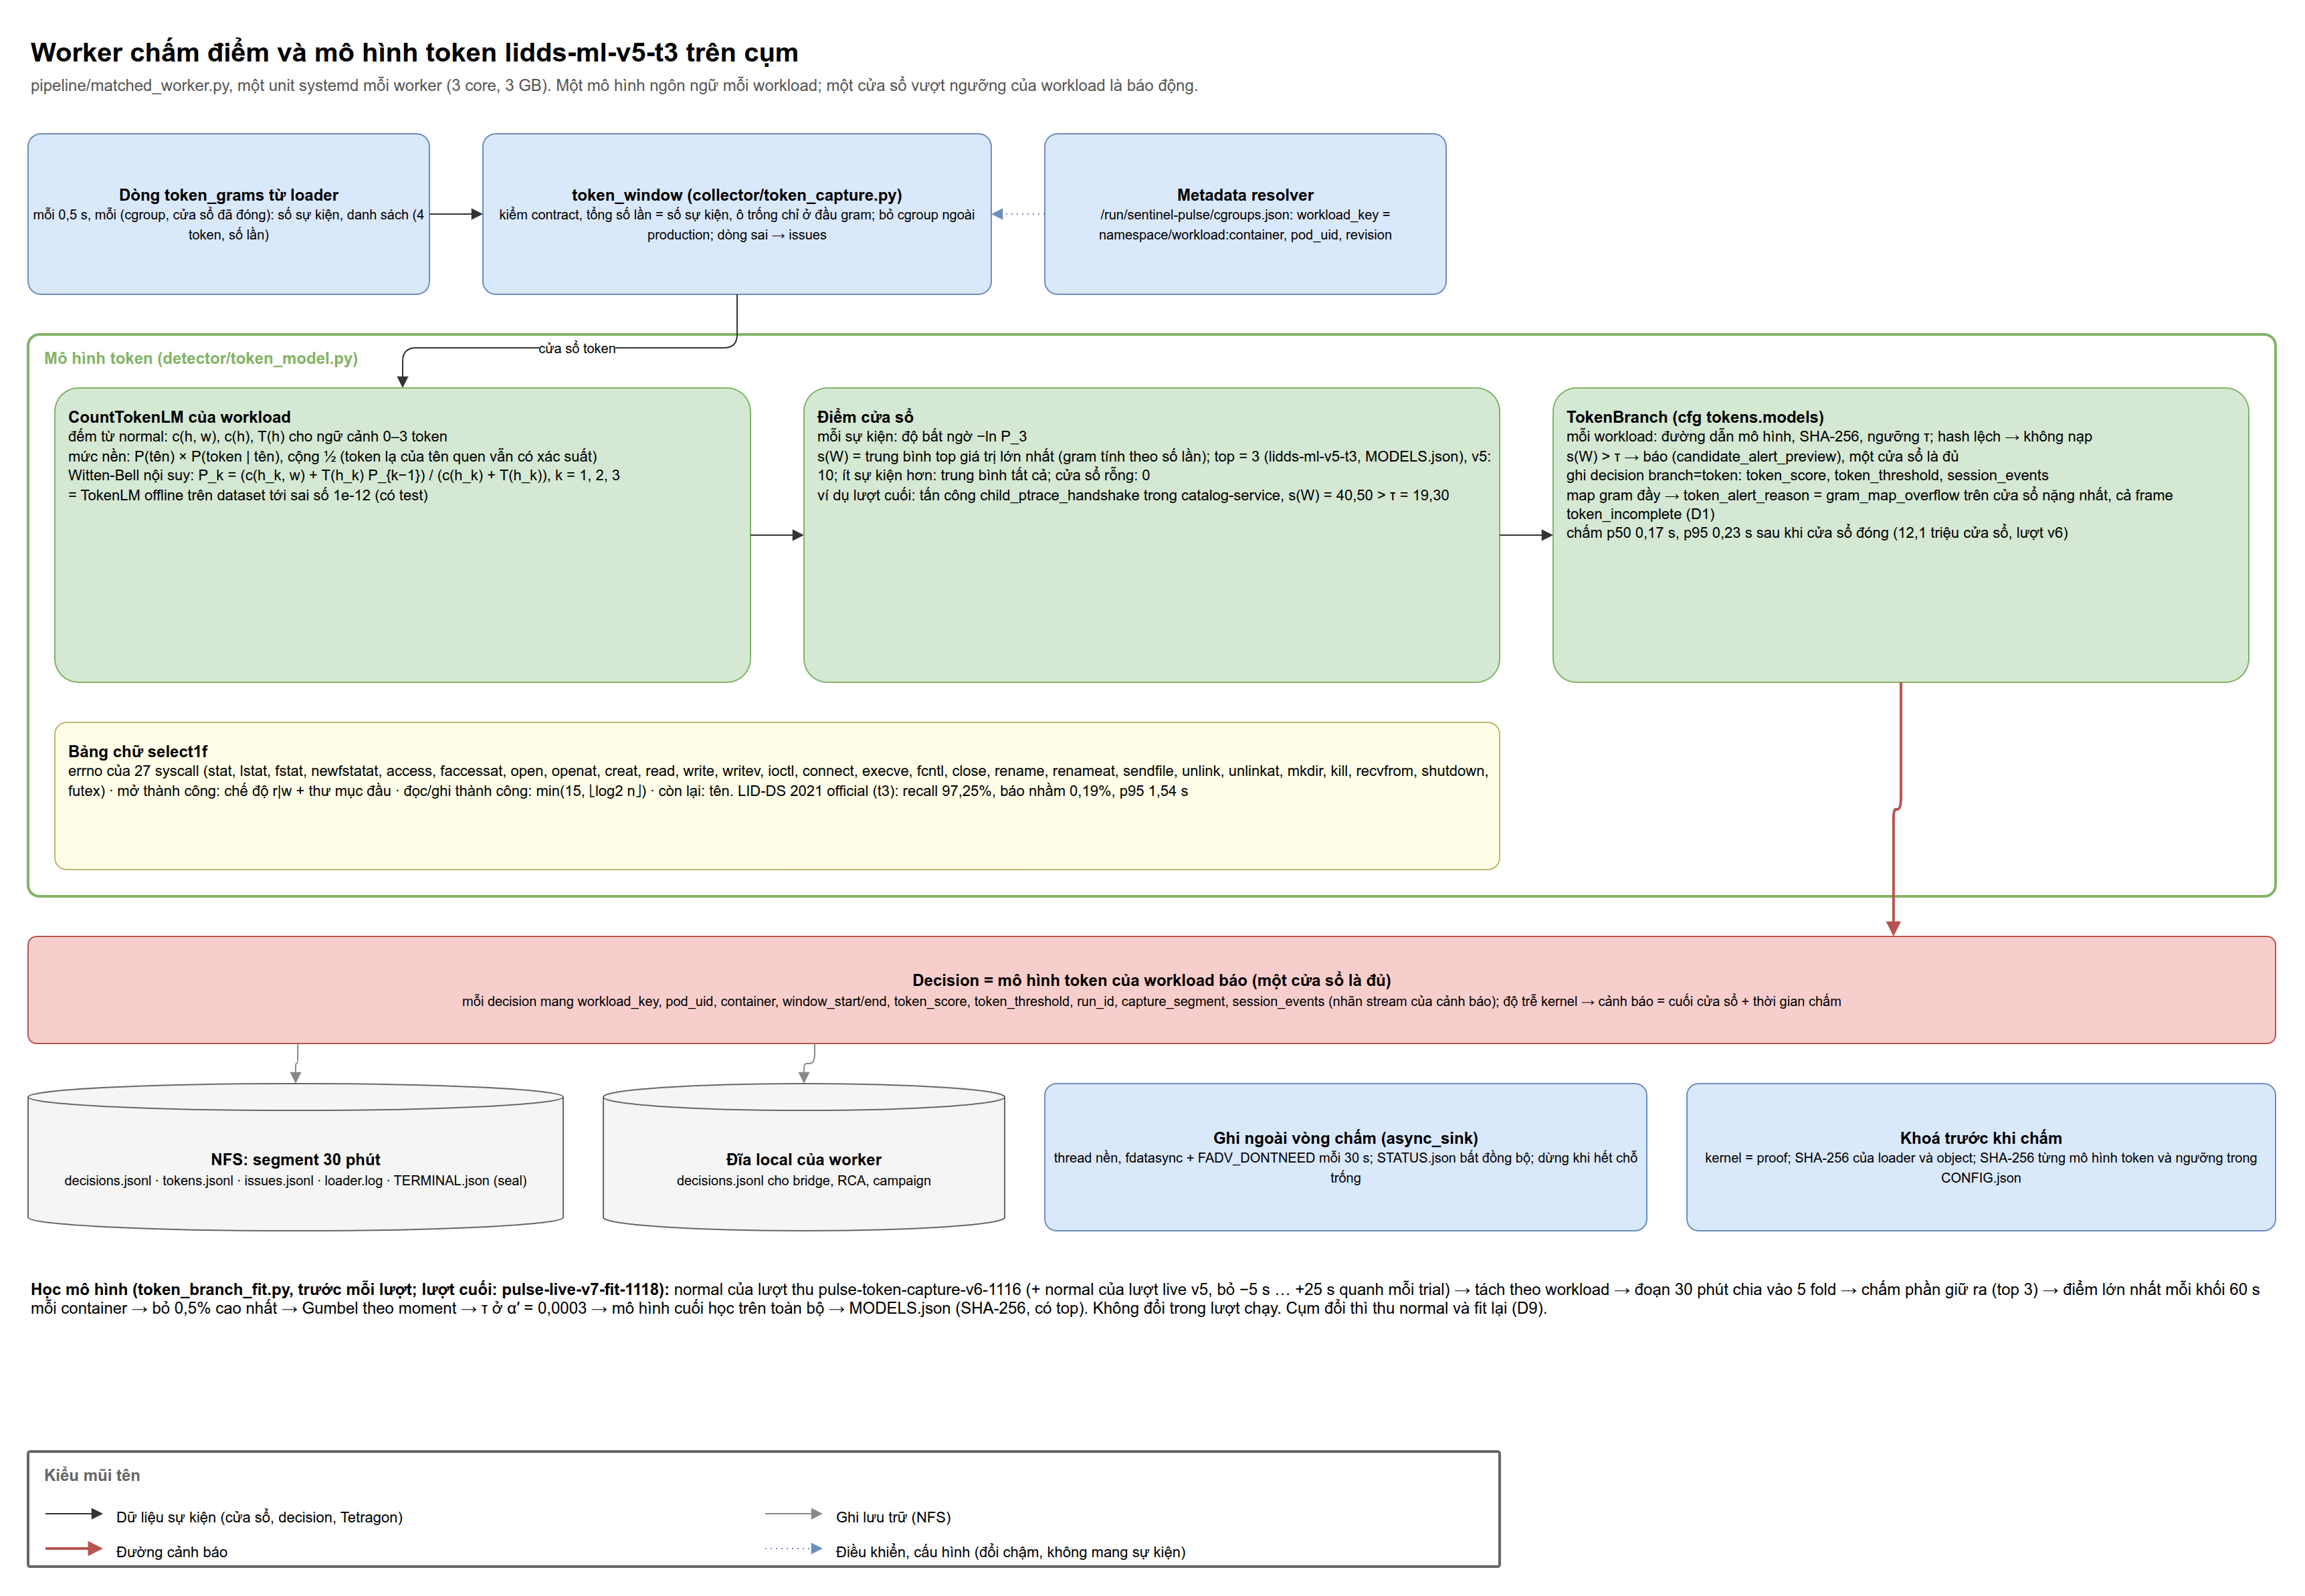 Worker chấm điểm và mô hình token lidds-ml-v5-t3 trên cụm
pipeline/matched_worker.py, một unit systemd mỗi worker (3 core, 3 GB). Một mô hình ngôn ngữ mỗi workload; một cửa sổ vượt ngưỡng của workload là báo động.
Dòng token_grams từ loader
mỗi 0,5 s, mỗi (cgroup, cửa sổ đã đóng): số sự kiện, danh sách (4
token, số lần)
token_window (collector/token_capture.py)
kiểm contract, tổng số lần = số sự kiện, ô trống chỉ ở đầu gram; bỏ cgroup ngoài
production; dòng sai → issues
Metadata resolver
/run/sentinel-pulse/cgroups.json: workload_key =
namespace/workload:container, pod_uid, revision
cửa sổ token
Mô hình token (detector/token_model.py)
CountTokenLM của workload
đếm từ normal: c(h, w), c(h), T(h) cho ngữ cảnh 0–3 token
mức nền: P(tên) × P(token | tên), cộng ½ (token lạ của tên quen vẫn có xác suất)
Witten-Bell nội suy: P_k = (c(h_k, w) + T(h_k) P_{k−1}) / (c(h_k) + T(h_k)), k = 1, 2, 3
= TokenLM offline trên dataset tới sai số 1e-12 (có test)
Điểm cửa sổ
mỗi sự kiện: độ bất ngờ −ln P_3
s(W) = trung bình top giá trị lớn nhất (gram tính theo số lần); top = 3 (lidds-ml-v5-t3, MODELS.json), v5:
10; ít sự kiện hơn: trung bình tất cả; cửa sổ rỗng: 0
ví dụ lượt cuối: tấn công child_ptrace_handshake trong catalog-service, s(W) = 40,50 > τ = 19,30
TokenBranch (cfg tokens.models)
mỗi workload: đường dẫn mô hình, SHA-256, ngưỡng τ; hash lệch → không nạp
s(W) > τ → báo (candidate_alert_preview), một cửa sổ là đủ
ghi decision branch=token: token_score, token_threshold, session_events
map gram đầy → token_alert_reason = gram_map_overflow trên cửa sổ nặng nhất, cả frame
token_incomplete (D1)
chấm p50 0,17 s, p95 0,23 s sau khi cửa sổ đóng (12,1 triệu cửa sổ, lượt v6)
Bảng chữ select1f
errno của 27 syscall (stat, lstat, fstat, newfstatat, access, faccessat, open, openat, creat, read, write, writev, ioctl, connect, execve, fcntl, close, rename, renameat, sendfile, unlink, unlinkat, mkdir, kill, recvfrom, shutdown,
futex) · mở thành công: chế độ r|w + thư mục đầu · đọc/ghi thành công: min(15, ⌊log2 n⌋) · còn lại: tên. LID-DS 2021 official (t3): recall 97,25%, báo nhầm 0,19%, p95 1,54 s
Decision = mô hình token của workload báo (một cửa sổ là đủ)
mỗi decision mang workload_key, pod_uid, container, window_start/end, token_score, token_threshold, run_id, capture_segment, session_events (nhãn stream của cảnh báo); độ trễ kernel → cảnh báo = cuối cửa sổ + thời gian chấm
NFS: segment 30 phút
decisions.jsonl · tokens.jsonl · issues.jsonl · loader.log · TERMINAL.json (seal)
Đĩa local của worker
decisions.jsonl cho bridge, RCA, campaign
Ghi ngoài vòng chấm (async_sink)
thread nền, fdatasync + FADV_DONTNEED mỗi 30 s; STATUS.json bất đồng bộ; dừng khi hết chỗ
trống
Khoá trước khi chấm
kernel = proof; SHA-256 của loader và object; SHA-256 từng mô hình token và ngưỡng trong
CONFIG.json
Học mô hình (token_branch_fit.py, trước mỗi lượt; lượt cuối: pulse-live-v7-fit-1118): normal của lượt thu pulse-token-capture-v6-1116 (+ normal của lượt live v5, bỏ −5 s … +25 s quanh mỗi trial) → tách theo workload → đoạn 30 phút chia vào 5 fold → chấm phần giữ ra (top 3) → điểm lớn nhất mỗi khối 60 s
mỗi container → bỏ 0,5% cao nhất → Gumbel theo moment → τ ở α′ = 0,0003 → mô hình cuối học trên toàn bộ → MODELS.json (SHA-256, có top). Không đổi trong lượt chạy. Cụm đổi thì thu normal và fit lại (D9).
Kiểu mũi tên
Dữ liệu sự kiện (cửa sổ, decision, Tetragon)
Ghi lưu trữ (NFS)
Đường cảnh báo
Điều khiển, cấu hình (đổi chậm, không mang sự kiện)